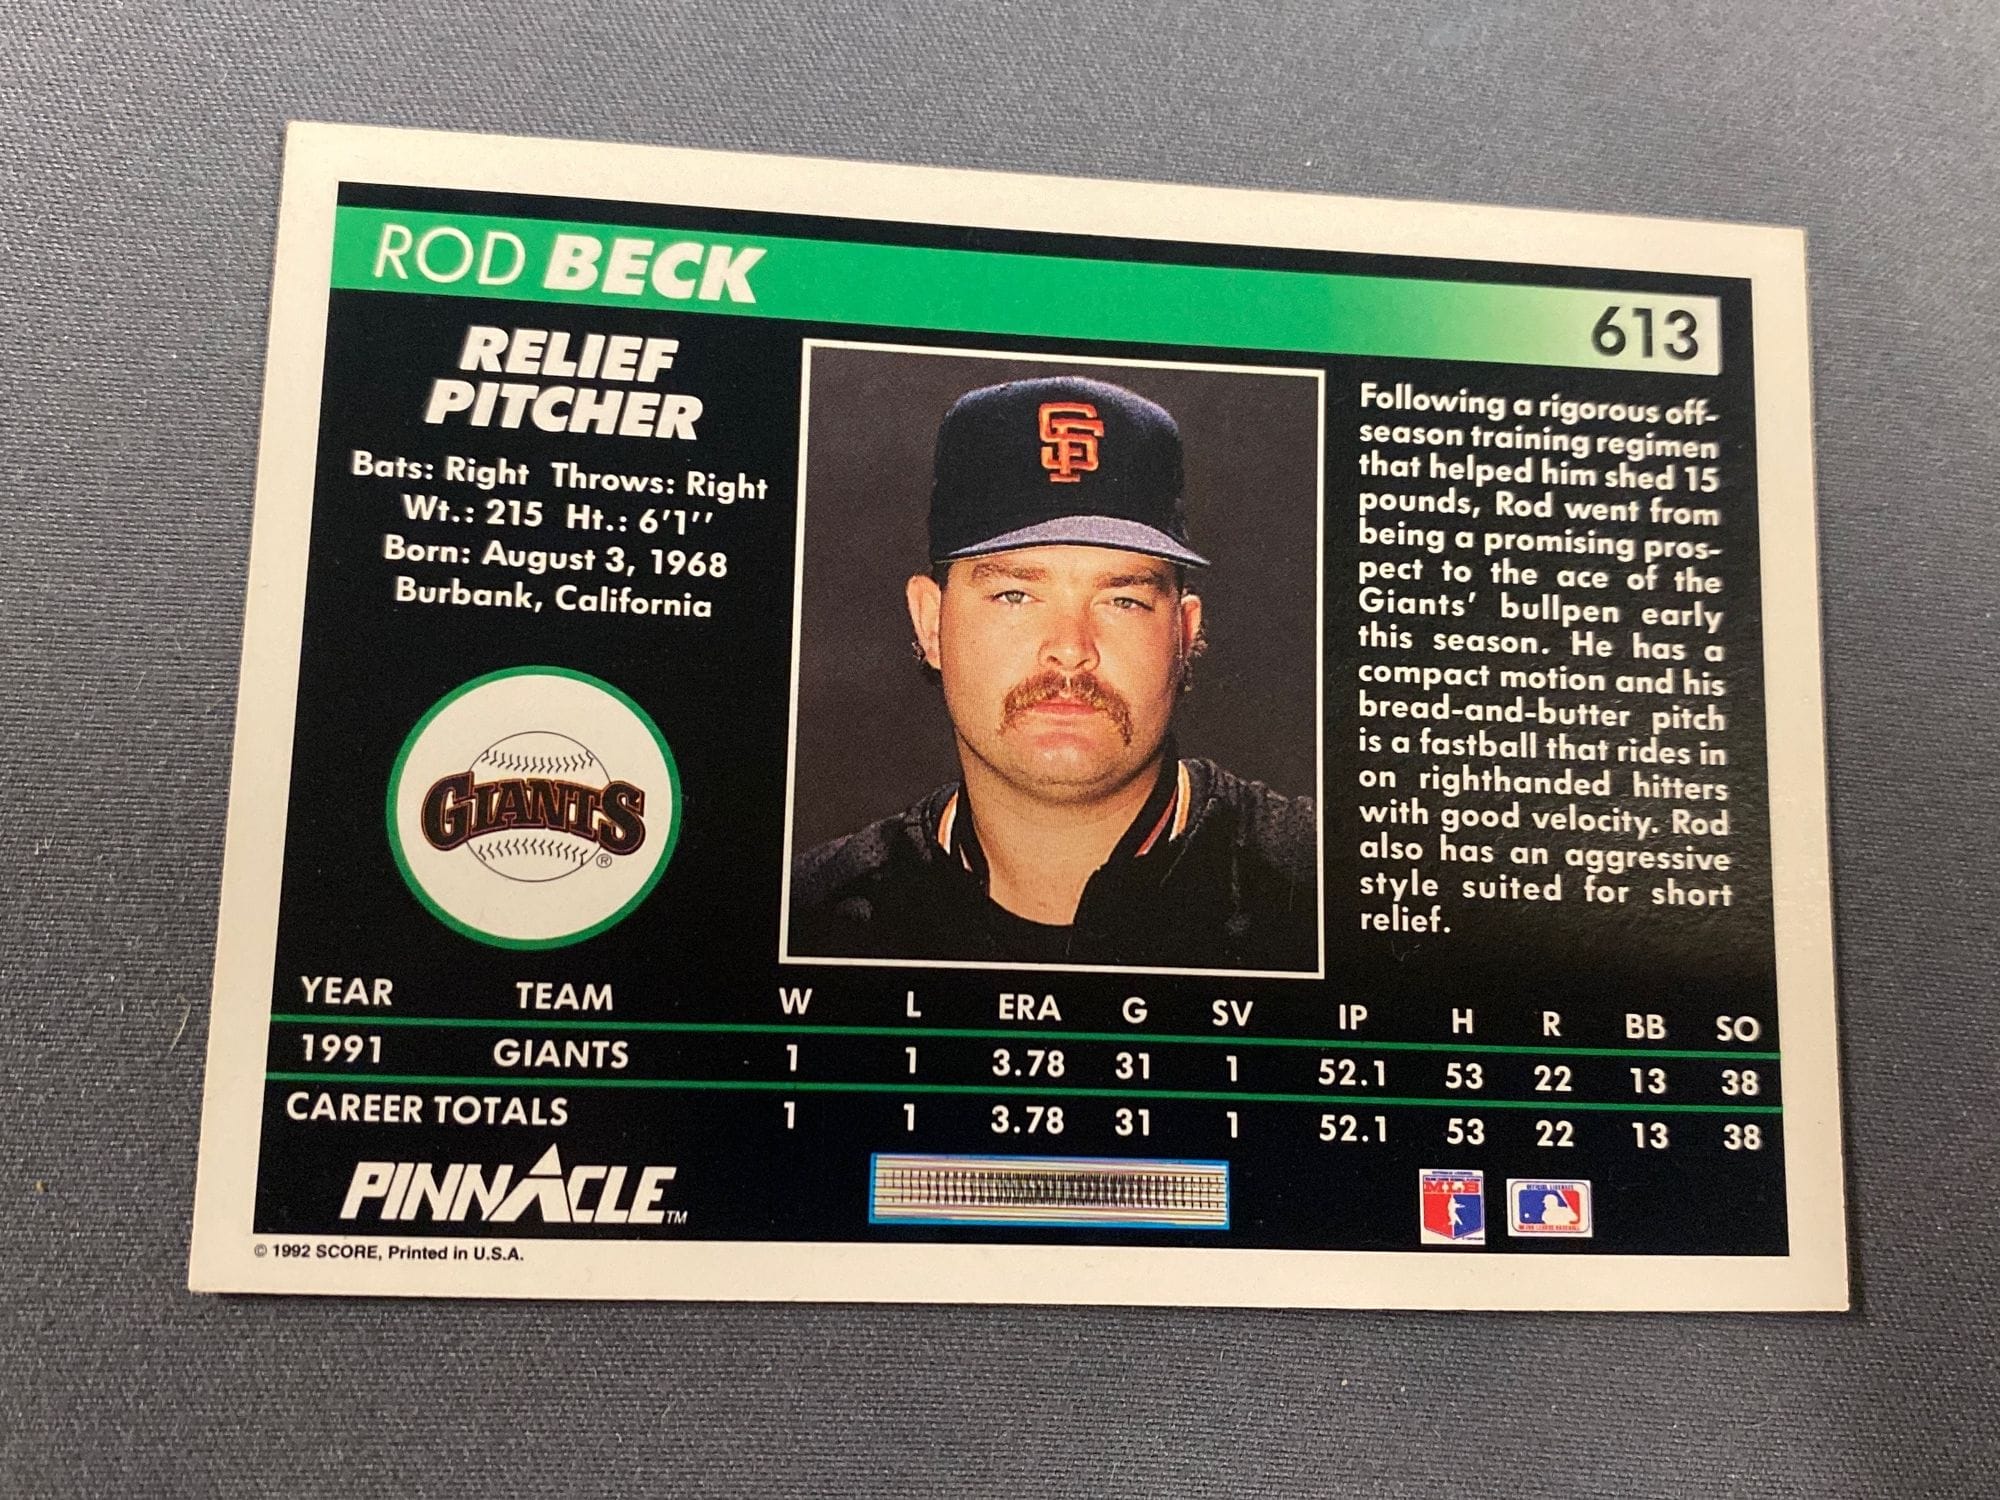 ROD BECK
613
RELIEF
PITCHER
Bats: Right Throws: Right
Wt.: 215 Ht.: 6'1''
Born: August 3, 1968
Burbank, California
GIANTS
®
SF
Following a rigorous off-
season training regimen
that helped him shed 15
pounds, Rod went from
being a promising pros-
pect to the ace of the
Giants' bullpen early
this season. He has a
compact motion and his
bread-and-butter pitch
is a fastball that rides in
on righthanded hitters
with good velocity. Rod
also has an aggressive
style suited for short
relief.
YEAR TEAM W L ERA G SV IP H R BB SO
1991 GIANTS 1 1 3.78 31 1 52.1 53 22 13 38
CAREER TOTALS 1 1 3.78 31 1 52.1 53 22 13 38
PINNACLE™
MLB
© 1992 SCORE, Printed in U.S.A.